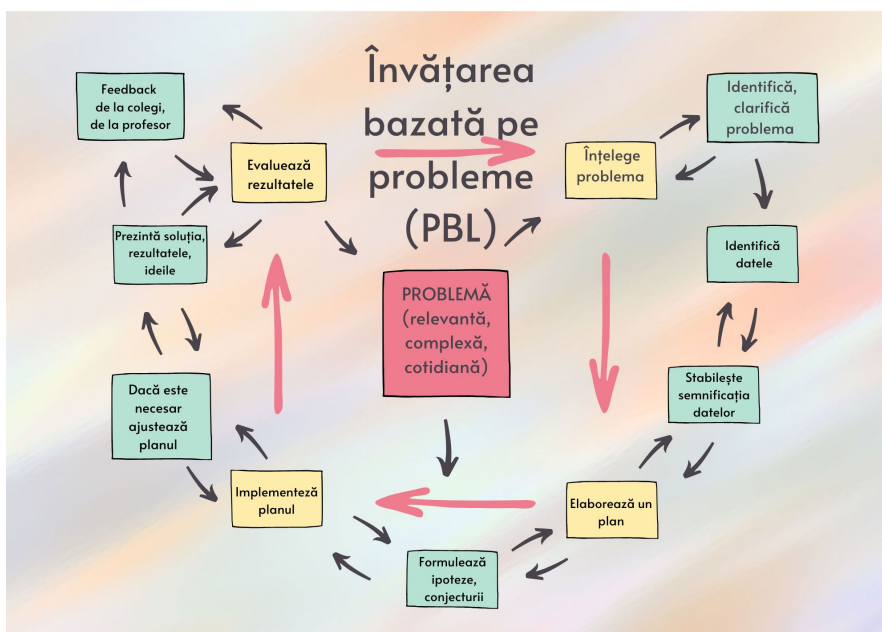 Învățarea
bazată pe
probleme
(PBL)
Feedback
de la colegi,
de la profesor
Evaluează
rezultatele
Înțelege
problema
Identifică,
clarifică
problema
Prezintă soluția,
rezultatele,
ideile
Identifică
datele
PROBLEMĂ
(relevantă,
complexă,
cotidiană)
Dacă este
necesar
ajustează
planul
Stabilește
semnificația
datelor
Implementeză
planul
Elaborează un
plan
Formulează
ipoteze,
conjecturii